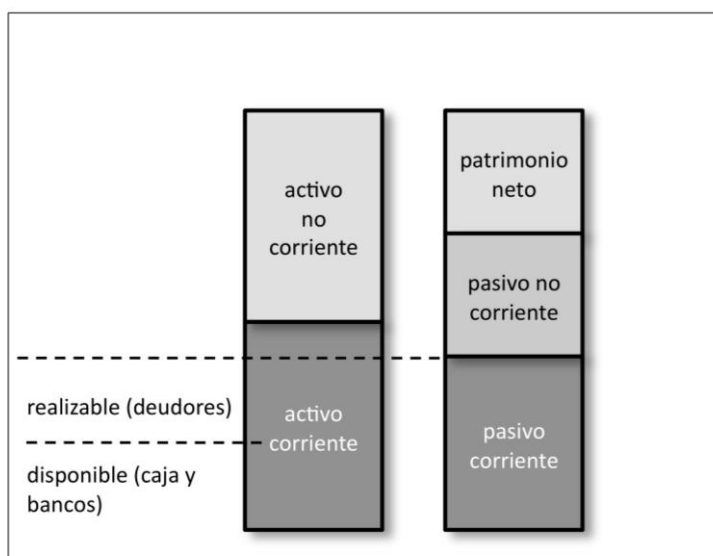 activo
no
corriente
patrimonio
neto
pasivo no
corriente
realizable (deudores)
activo
corriente
pasivo
corriente
disponible (caja y
bancos)